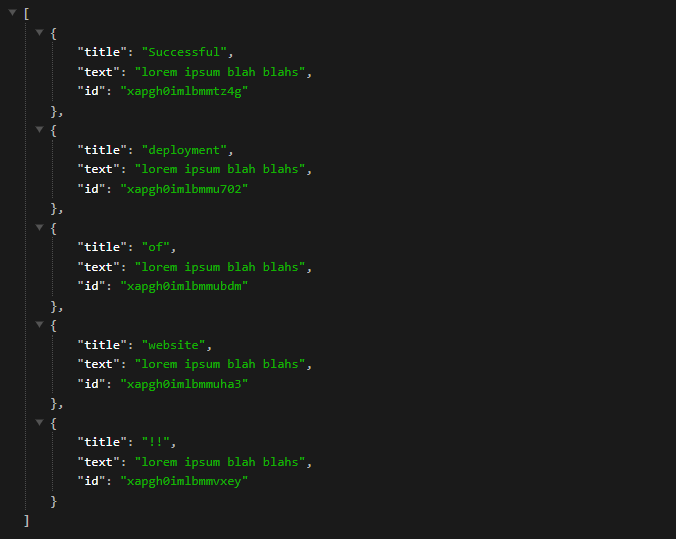 [
{
"title": "Successful",
"text": "lorem ipsum blah blahs",
"id": "xapgh0imlbmmtz4g"
},
{
"title": "deployment",
"text": "lorem ipsum blah blahs",
"id": "xapgh0imlbmmu702"
},
{
"title": "of",
"text": "lorem ipsum blah blahs",
"id": "xapgh0imlbmmubdm"
},
{
"title": "website",
"text": "lorem ipsum blah blahs",
"id": "xapgh0imlbmmuha3"
},
{
"title": "!!",
"text": "lorem ipsum blah blahs",
"id": "xapgh0imlbmmvxey"
}
]